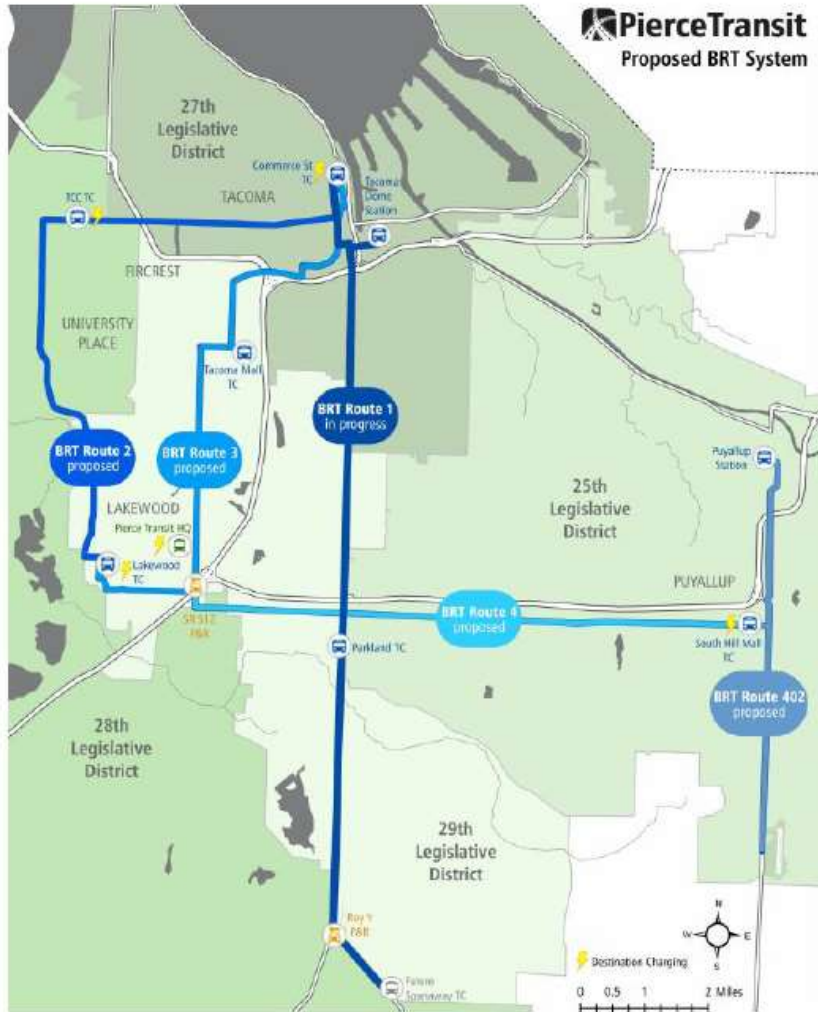 PierceTransit
Proposed BRT System
27th
Legislative
District
Commerce St
TC
Tacoma
Dome
Station
TCC TC
TACOMA
FIRCREST
UNIVERSITY
PLACE
Tacoma Mall
TC
BRT Route 1
in progress
BRT Route 2
proposed
BRT Route 3
proposed
Puyallup
Station
25th
Legislative
District
LAKEWOOD
Pierce Transit HQ
Lakewood
TC
PUYALLUP
SR 512
P&R
BRT Route 4
proposed
South Hill Mall
TC
Parkland TC
BRT Route 402
proposed
28th
Legislative
District
29th
Legislative
District
Roy Y
P&R
Future
Spanaway TC
N
W
E
S
Destination Charging
0 0.5 1 2 Miles